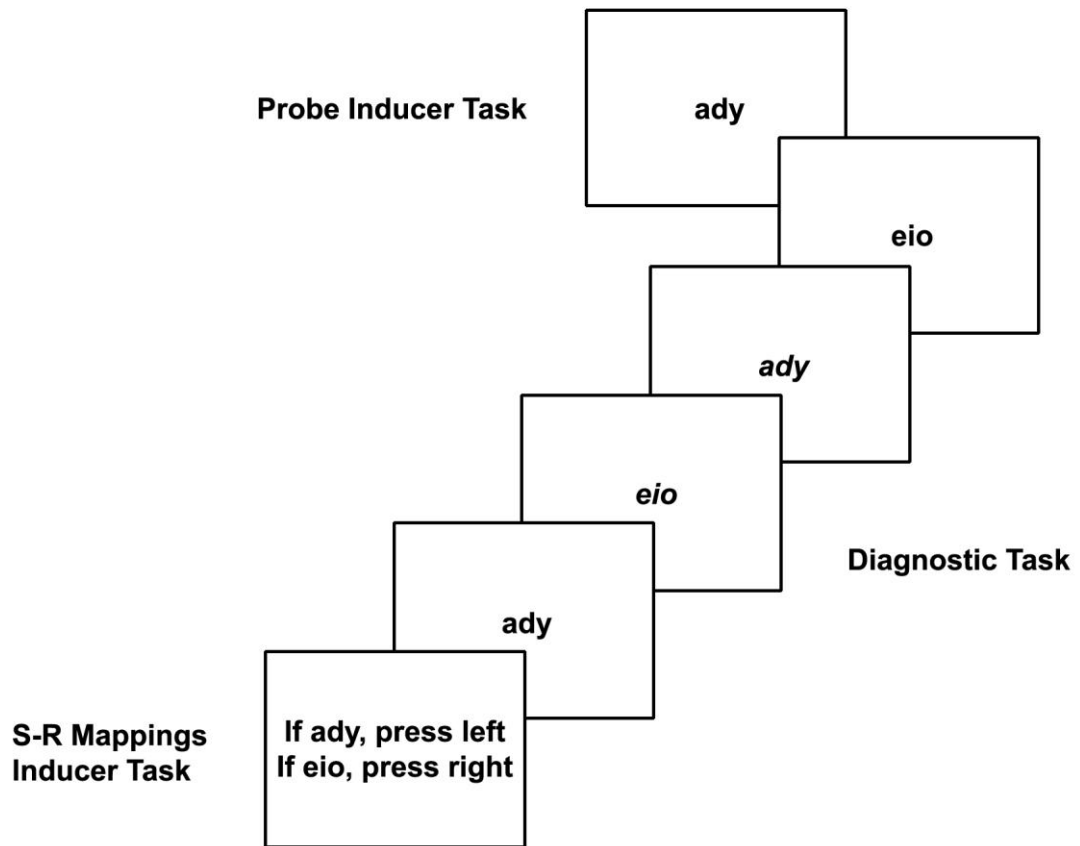 Probe Inducer Task
ady
eio
ady
eio
Diagnostic Task
ady
S-R Mappings
Inducer Task
If ady, press left
If eio, press right